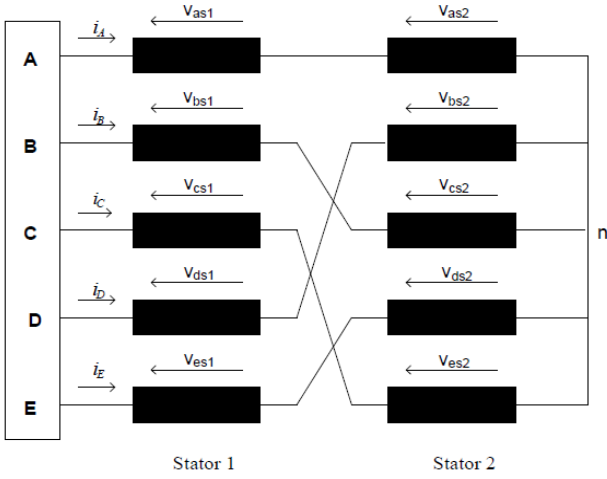 vas1 vas2
A iA
vbs1 vbs2
B iB
vcs1 vcs2
C iC n
vds1 vds2
D iD
ves1 ves2
E iE
Stator 1 Stator 2